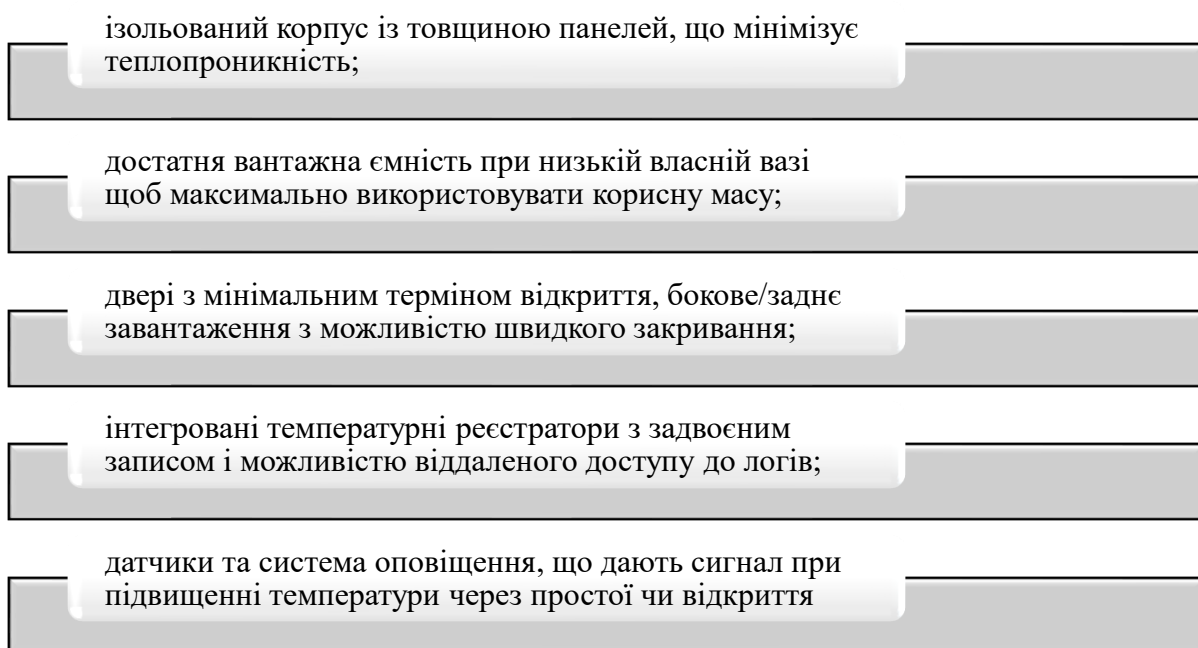 ізольований корпус із товщиною панелей, що мінімізує
теплопроникність;
достатня вантажна ємність при низькій власній вазі
щоб максимально використовувати корисну масу;
двері з мінімальним терміном відкриття, бокове/заднє
завантаження з можливістю швидкого закривання;
інтегровані температурні реєстратори з задвоєним
записом і можливістю віддаленого доступу до логів;
датчики та система оповіщення, що дають сигнал при
підвищенні температури через простої чи відкриття